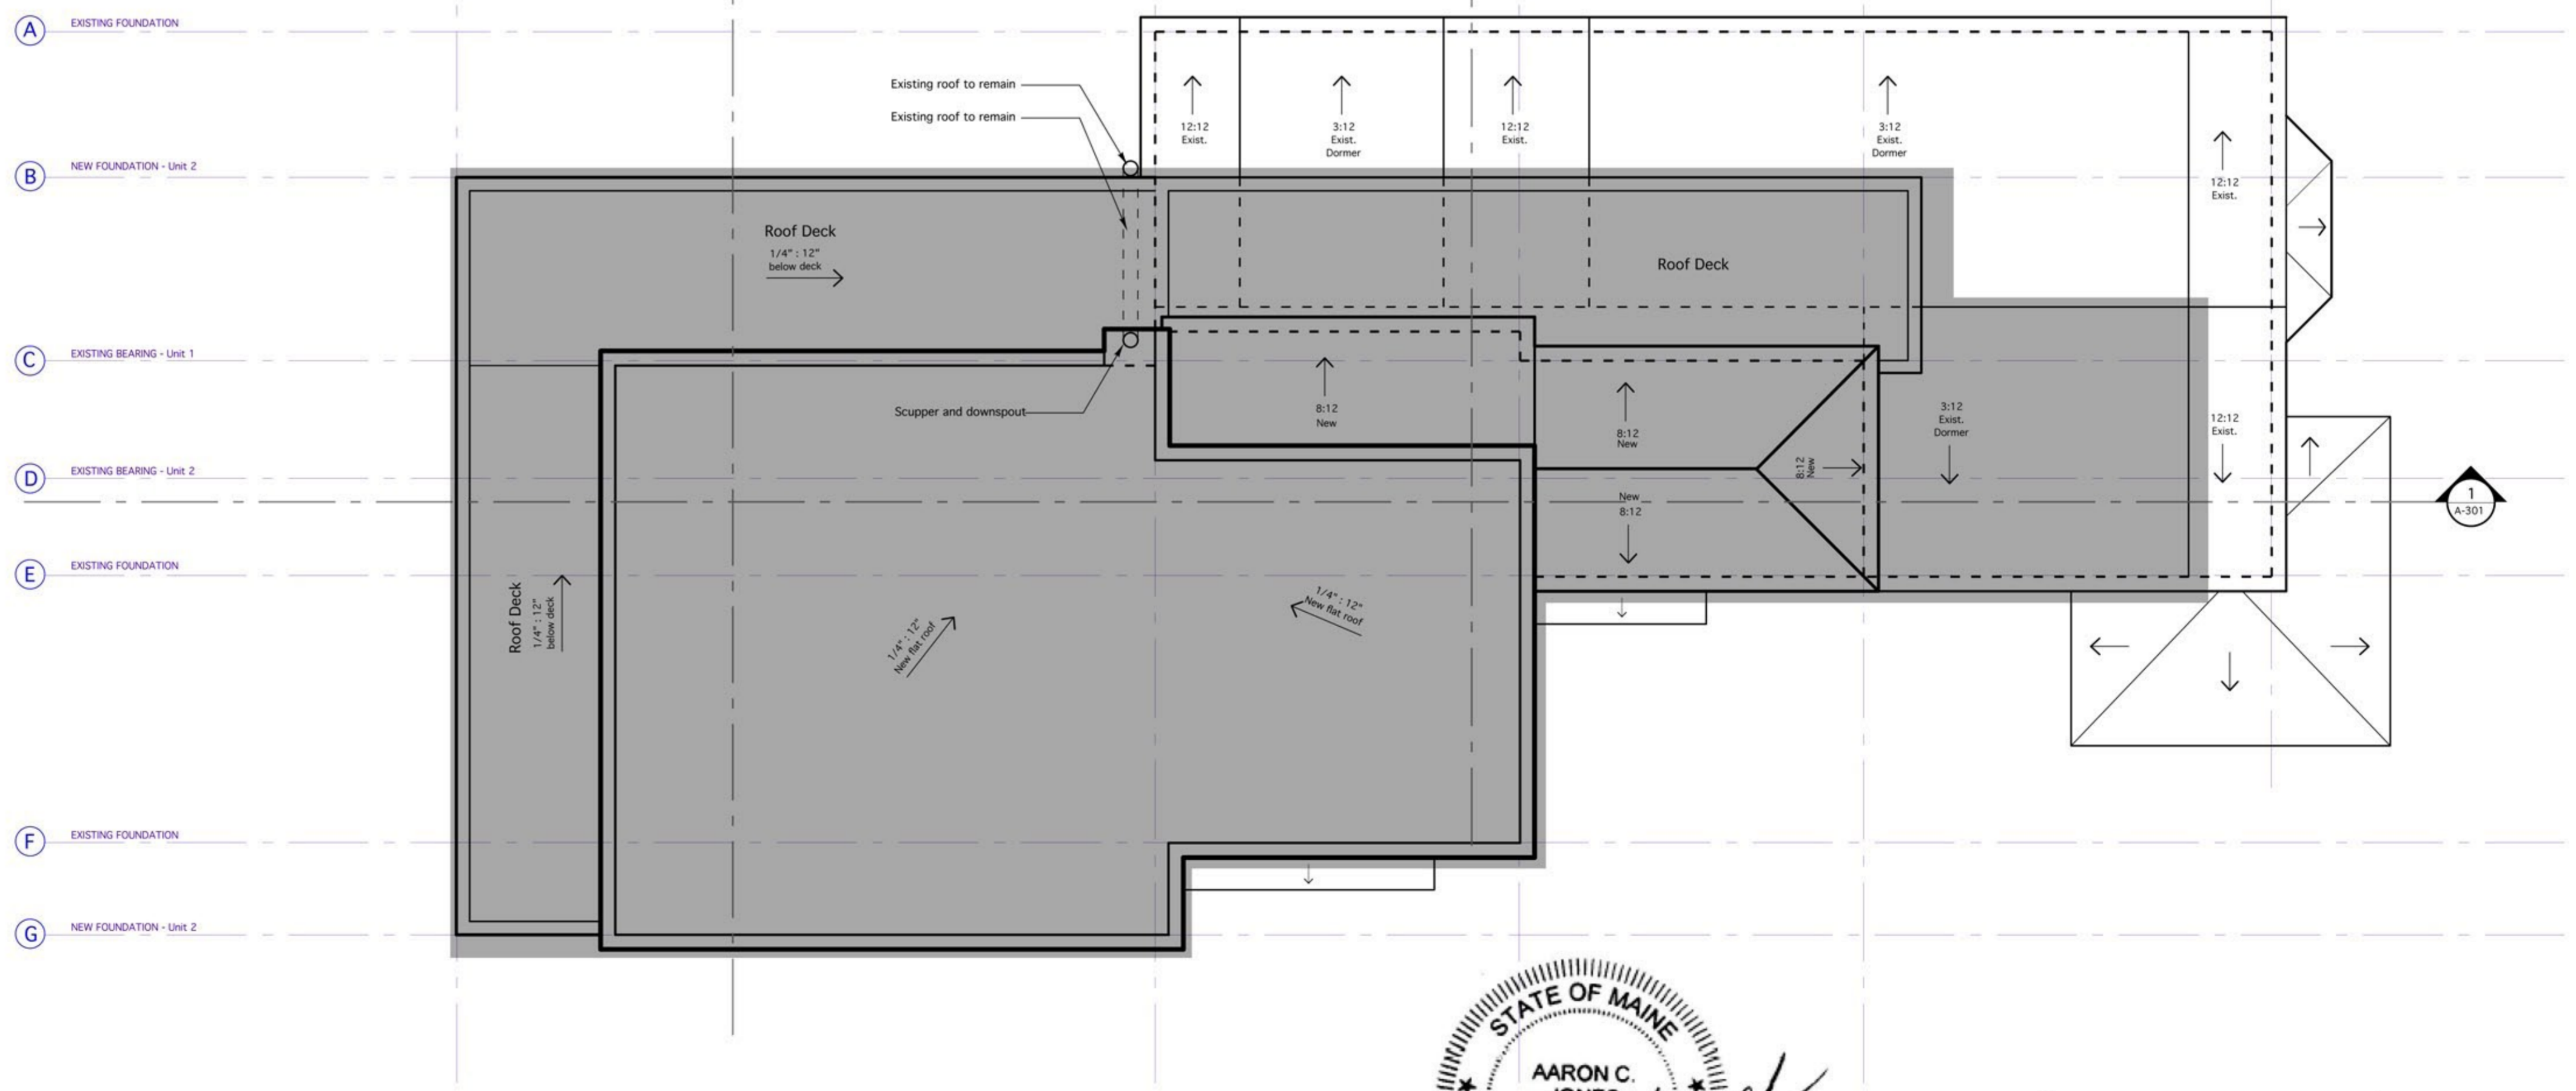 A EXISTING FOUNDATION
Existing roof to remain
Existing roof to remain
12:12
Exist.
3:12
Exist.
Dormer
12:12
Exist.
3:12
Exist.
Dormer
B NEW FOUNDATION - Unit 2
12:12
Exist.
Roof Deck
1/4" : 12"
below deck
Roof Deck
C EXISTING BEARING - Unit 1
Scupper and downspout
8:12
New
8:12
New
3:12
Exist.
Dormer
12:12
Exist.
D EXISTING BEARING - Unit 2
8:12
New
New
8:12
1
A-301
E EXISTING FOUNDATION
Roof Deck
1/4" : 12"
below deck
1/4" : 12"
New flat roof
1/4" : 12"
New flat roof
F EXISTING FOUNDATION
G NEW FOUNDATION - Unit 2
STATE OF MAINE
AARON C.